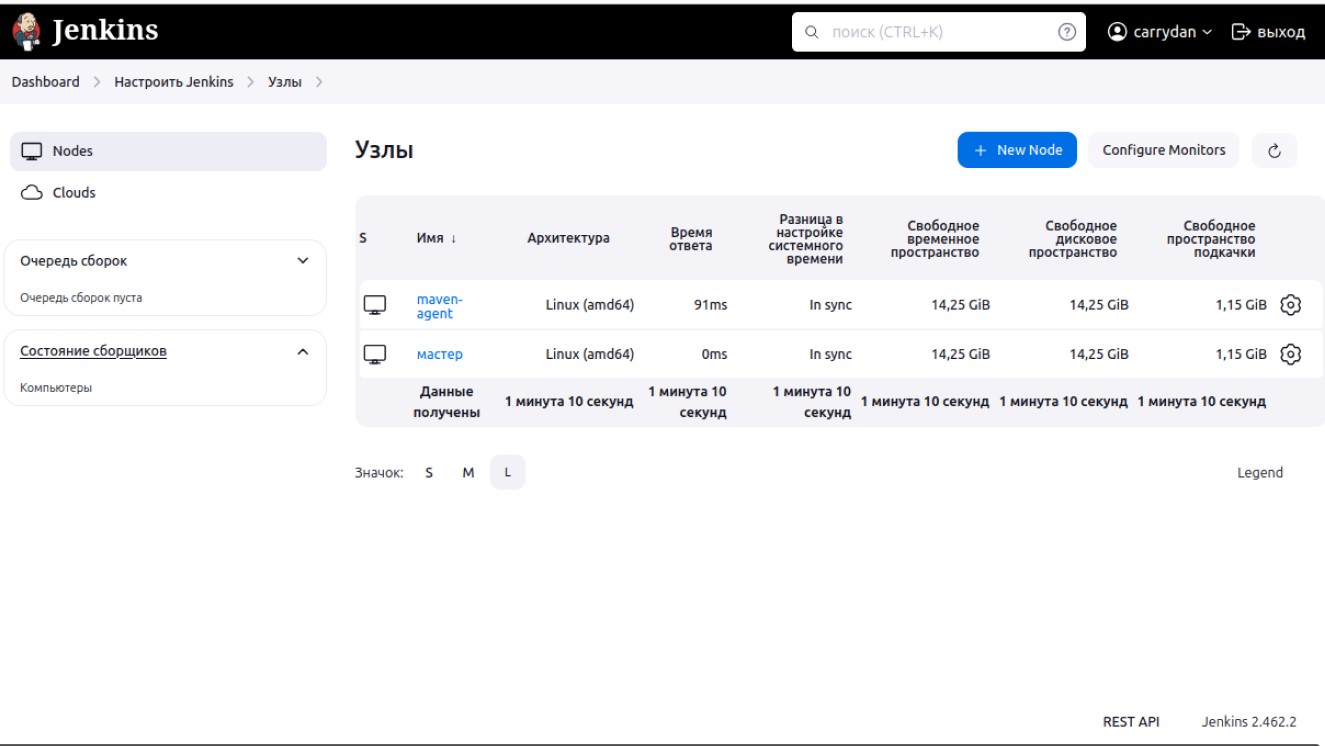 Jenkins
поиск (CTRL+K)
carrydan
выход
Dashboard
Настроить Jenkins
Узлы
Nodes
Clouds
Очередь сборок
Очередь сборок пуста
Состояние сборщиков
Компьютеры
Узлы
+ New Node
Configure Monitors
S
Имя ↓
Архитектура
Время
ответа
Разница в
настройке
системного
времени
Свободное
временное
пространство
Свободное
дисковое
пространство
Свободное
пространство
подкачки
maven-
agent
Linux (amd64)
91ms
In sync
14,25 GiB
14,25 GiB
1,15 GiB
мастер
Linux (amd64)
0ms
In sync
14,25 GiB
14,25 GiB
1,15 GiB
Данные
получены
1 минута 10 секунд
1 минута 10
секунд
1 минута 10
секунд
1 минута 10 секунд
1 минута 10 секунд
1 минута 10 секунд
Значок:
S
M
L
Legend
REST API
Jenkins 2.462.2